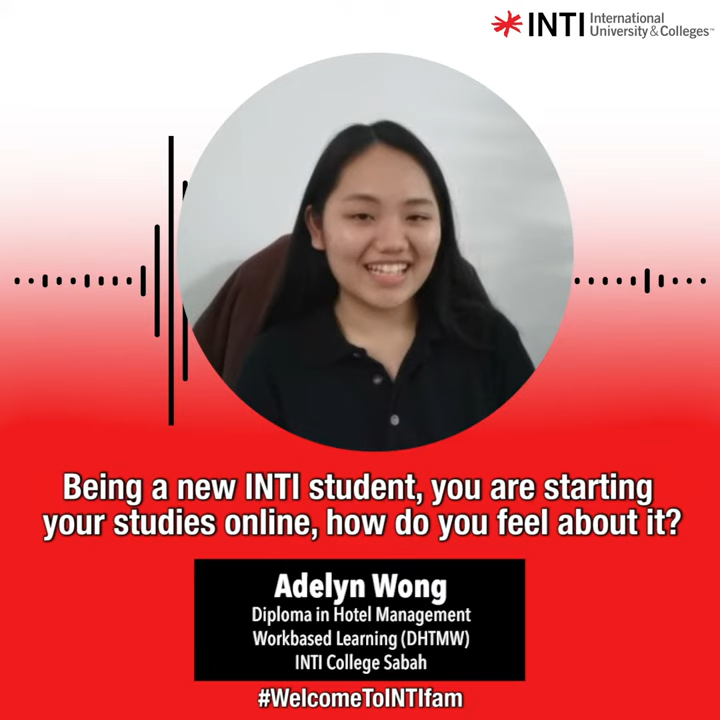 INTI International
University & Colleges™
Being a new INTI student, you are starting
your studies online, how do you feel about it?
Adelyn Wong
Diploma in Hotel Management
Workbased Learning (DHTMW)
INTI College Sabah
#WelcomeToINTIfam